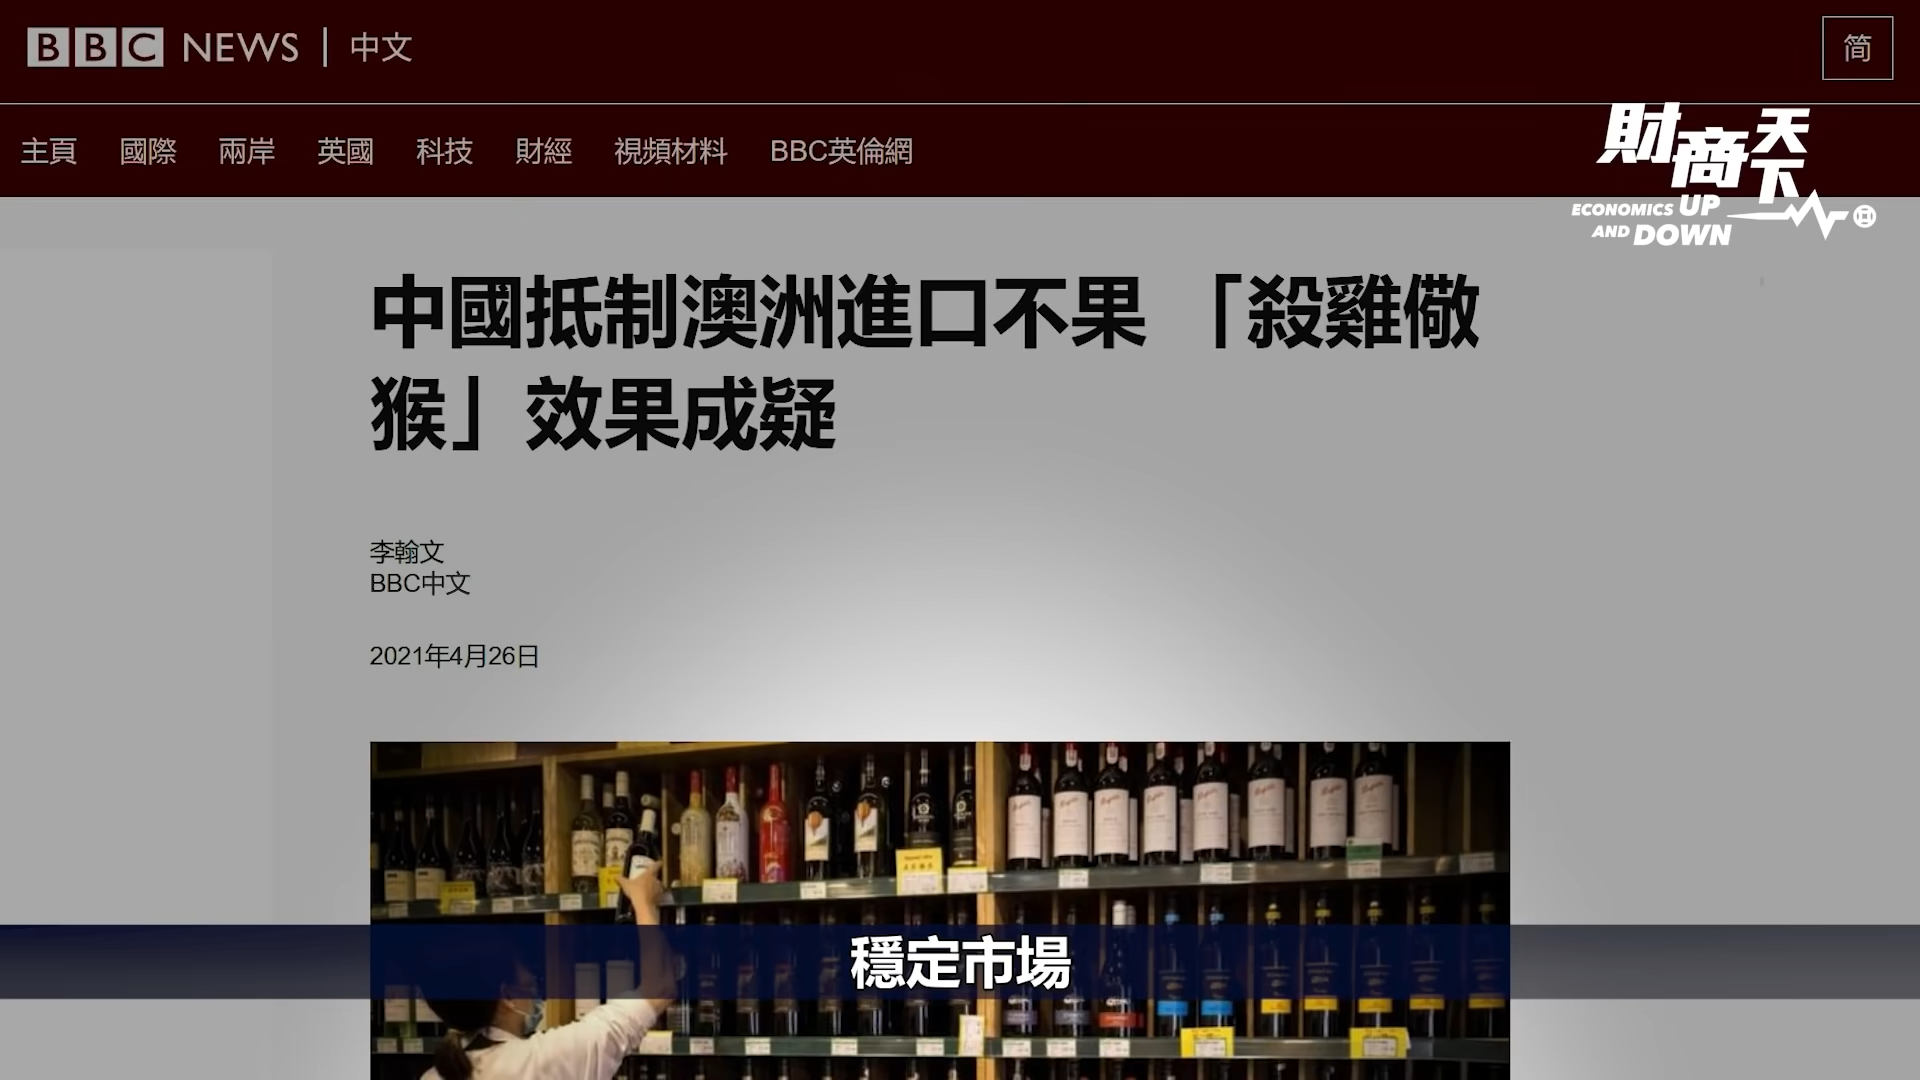 BBC NEWS | 中文
简
主頁 國際 兩岸 英國 科技 財經 視頻材料 BBC英倫網
財商天下
ECONOMICS UP
AND DOWN
中國抵制澳洲進口不果 「殺雞儆
猴」效果成疑
李翰文
BBC中文
2021年4月26日
穩定市場